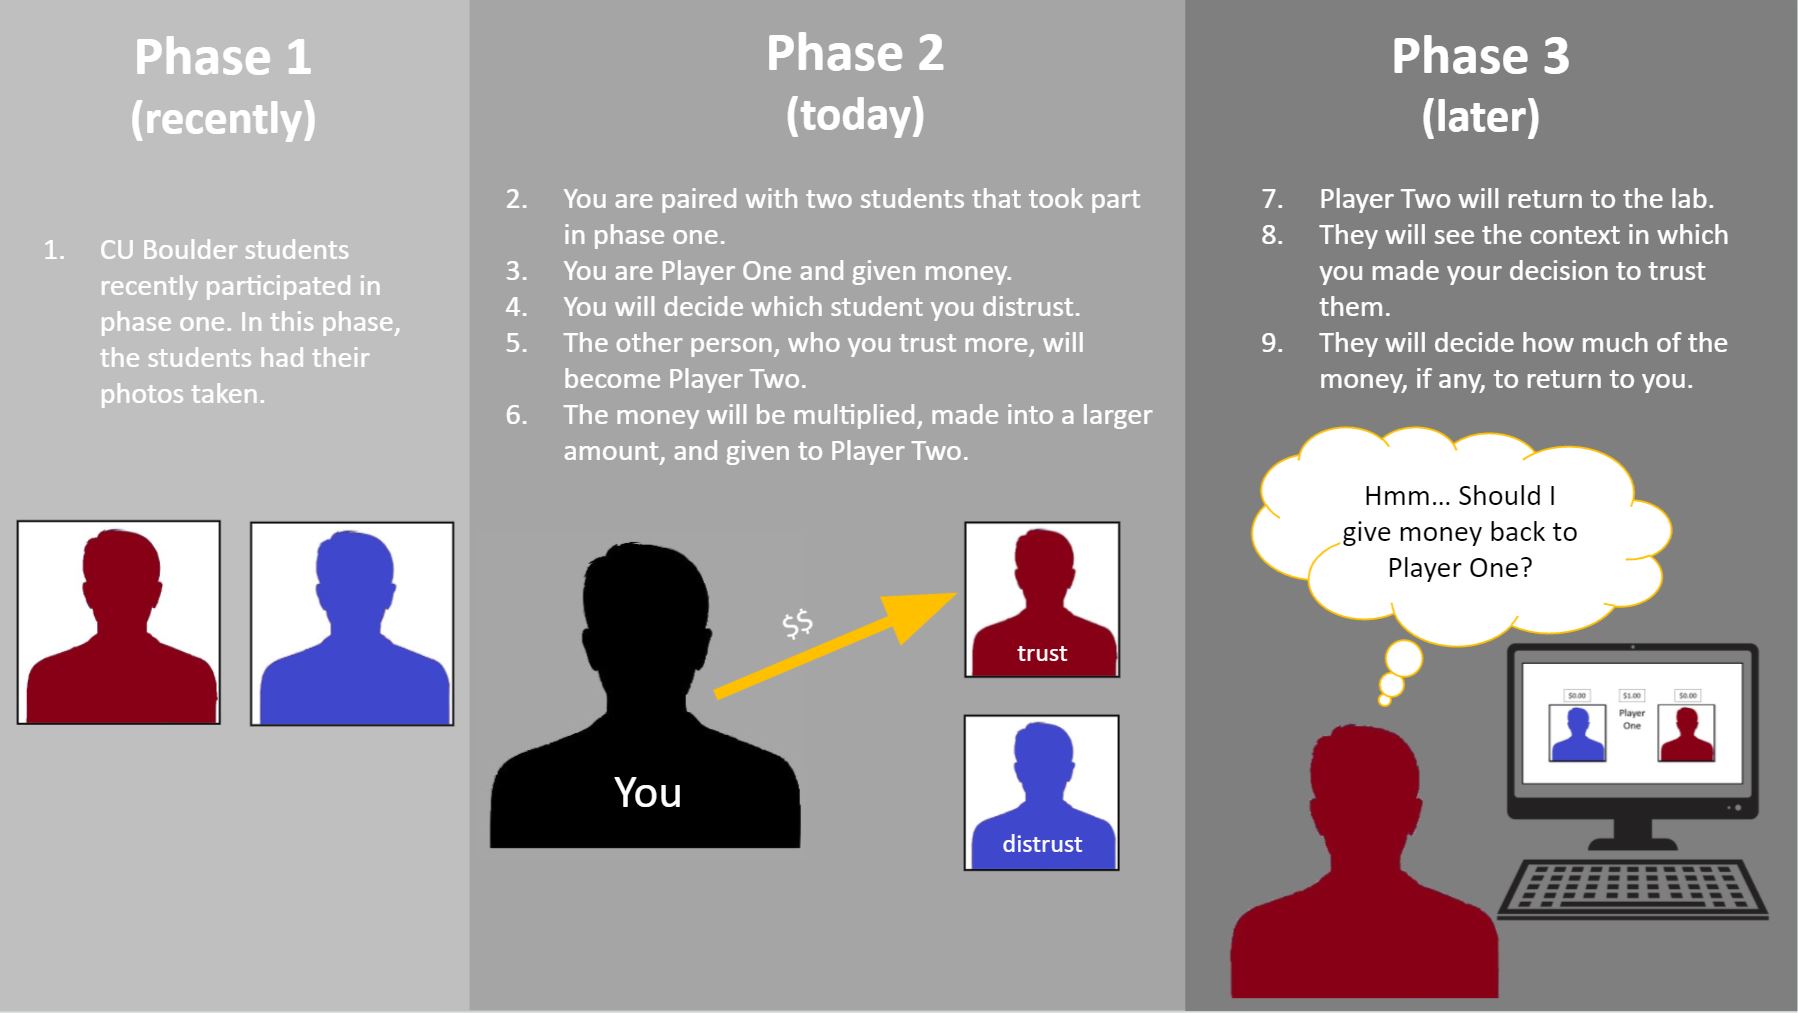 Phase 1
(recently)
1. CU Boulder students
recently participated in
phase one. In this phase,
the students had their
photos taken.
Phase 2
(today)
2. You are paired with two students that took part
in phase one.
3. You are Player One and given money.
4. You will decide which student you distrust.
5. The other person, who you trust more, will
become Player Two.
6. The money will be multiplied, made into a larger
amount, and given to Player Two.
You
$$
trust
distrust
Phase 3
(later)
7. Player Two will return to the lab.
8. They will see the context in which
you made your decision to trust
them.
9. They will decide how much of the
money, if any, to return to you.
Hmm... Should I
give money back to
Player One?
$0.00 $1.00 $0.00
Player
One